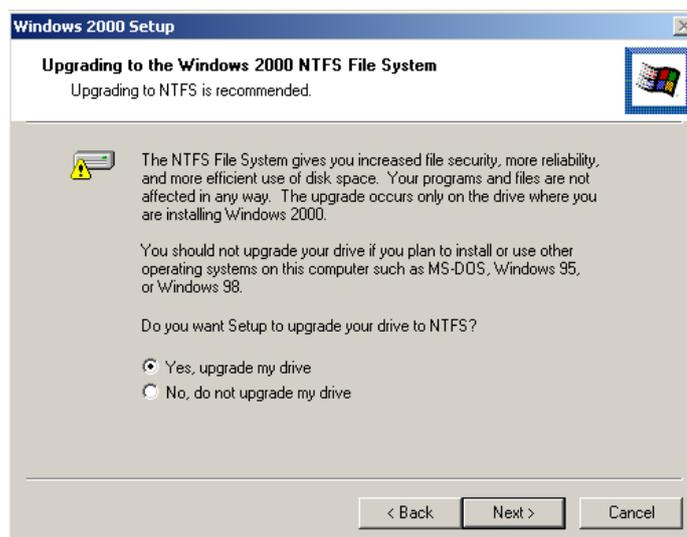 Windows 2000 Setup
Upgrading to the Windows 2000 NTFS File System
Upgrading to NTFS is recommended.
The NTFS File System gives you increased file security, more reliability,
and more efficient use of disk space. Your programs and files are not
affected in any way. The upgrade occurs only on the drive where you
are installing Windows 2000.
You should not upgrade your drive if you plan to install or use other
operating systems on this computer such as MS-DOS, Windows 95,
or Windows 98.
Do you want Setup to upgrade your drive to NTFS?
Yes, upgrade my drive
No, do not upgrade my drive
< Back Next > Cancel